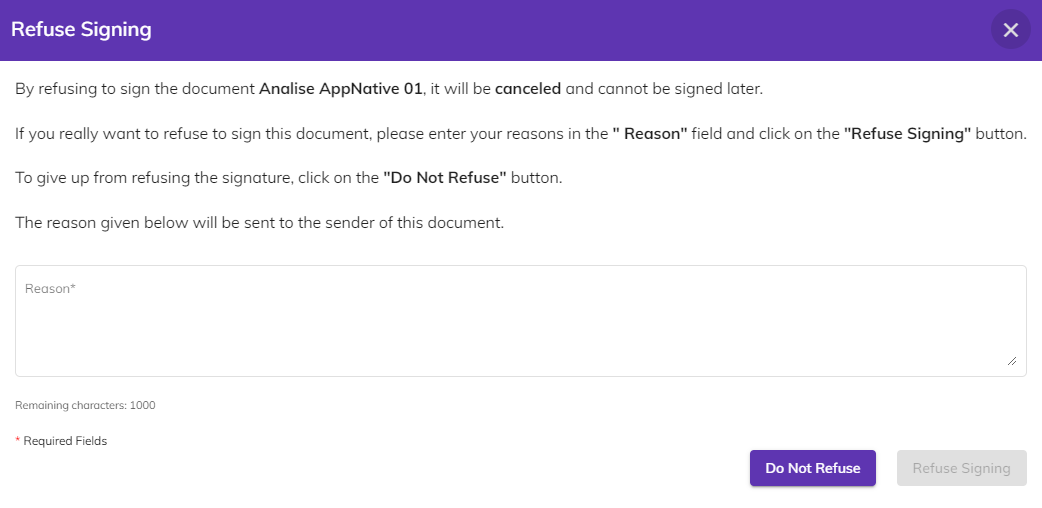 Refuse Signing
By refusing to sign the document Analise AppNative 01, it will be canceled and cannot be signed later.
If you really want to refuse to sign this document, please enter your reasons in the " Reason" field and click on the "Refuse Signing" button.
To give up from refusing the signature, click on the "Do Not Refuse" button.
The reason given below will be sent to the sender of this document.
Reason*
Remaining characters: 1000
* Required Fields
Do Not Refuse Refuse Signing